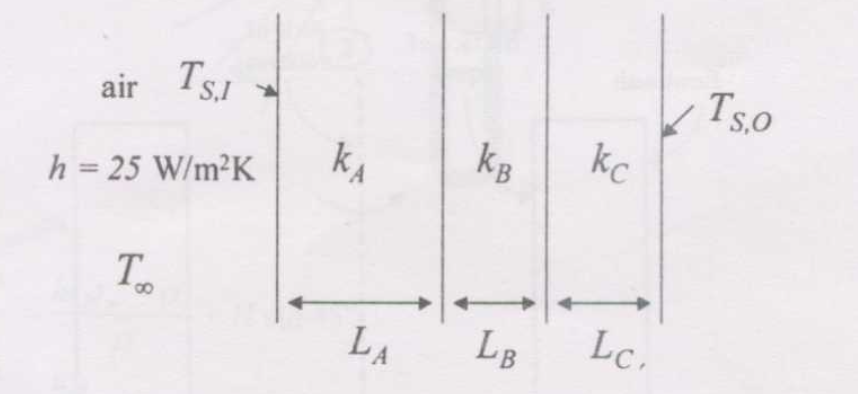 air T_{S,I}
T_{S,O}
h = 25 W/m²K k_A k_B k_C
T_∞
L_A L_B L_C